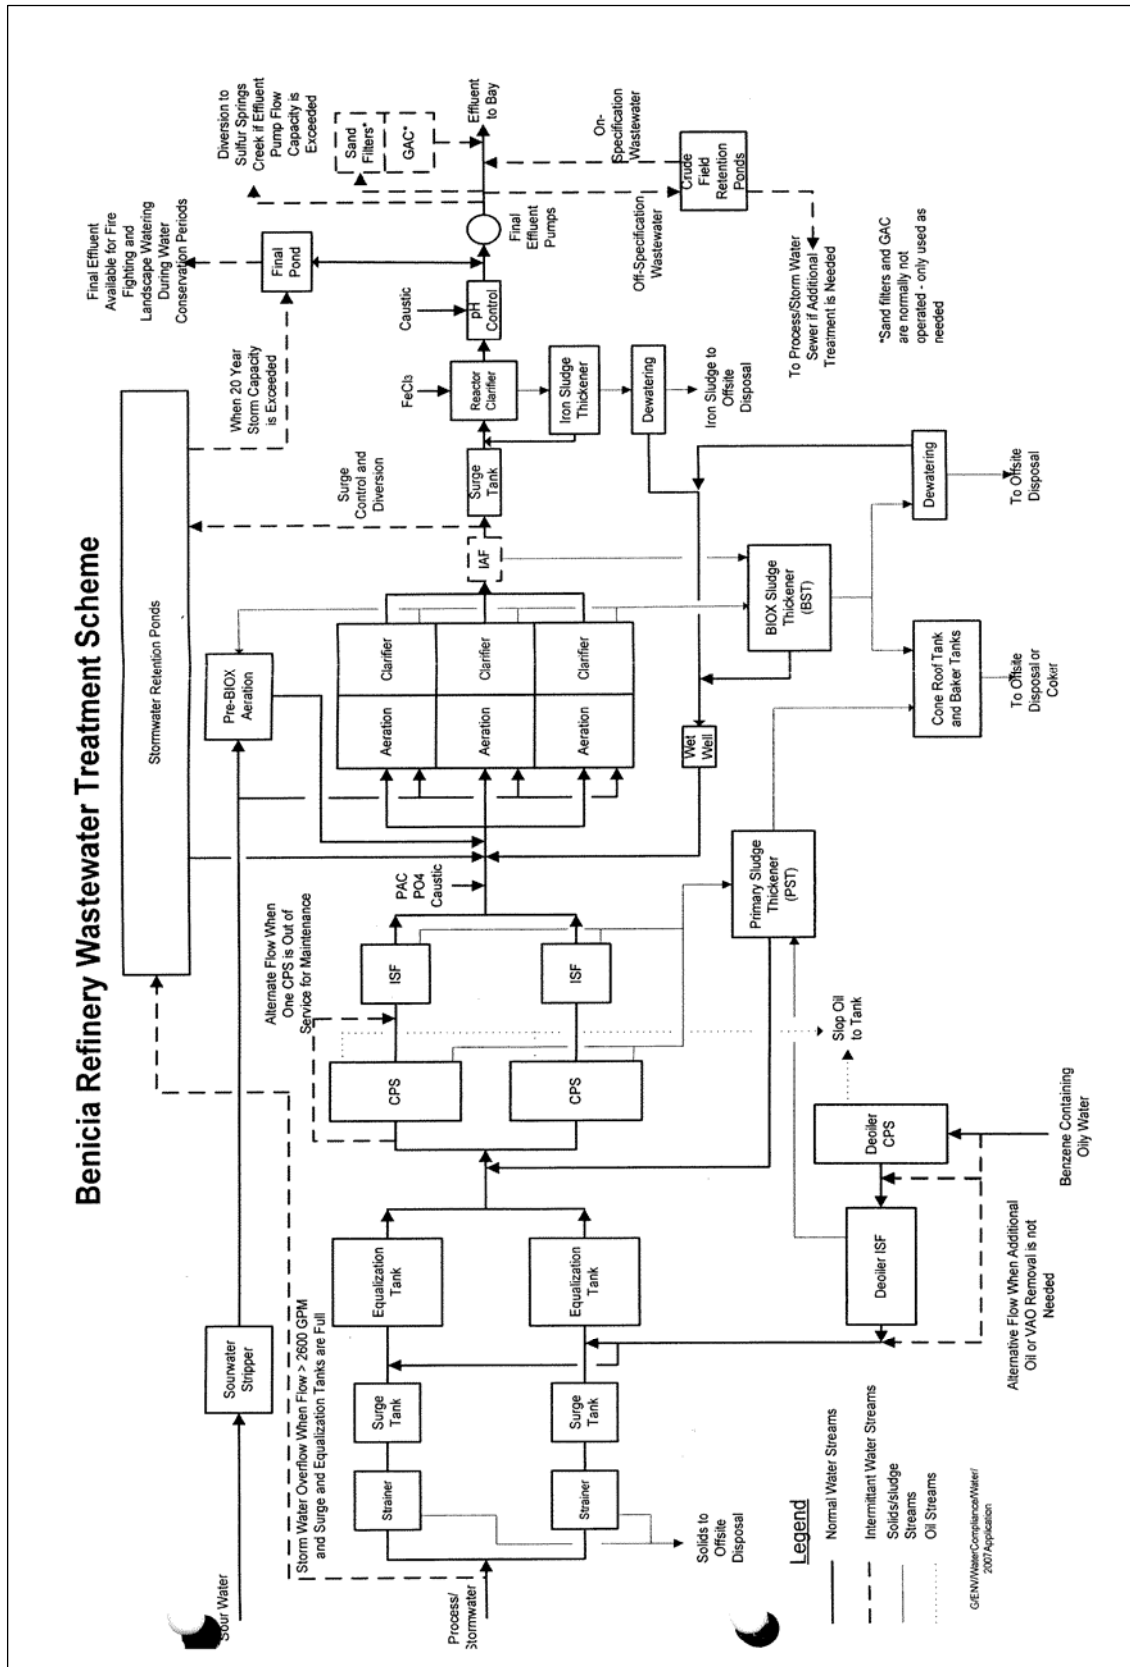 Benicia Refinery Wastewater Treatment Scheme
Sour Water
Sourwater
Stripper
Storm Water Overflow When Flow > 2600 GPM
and Surge and Equalization Tanks are Full
Process/
Stormwater
Strainer
Surge
Tank
Equalization
Tank
Strainer
Surge
Tank
Equalization
Tank
Solids to
Offsite
Disposal
Alternate Flow When
One CPS is Out of
Service for Maintenance
CPS
ISF
CPS
ISF
PAC
PO4
Caustic
Stormwater Retention Ponds
Pre-BIOX
Aeration
Aeration
Clarifier
Aeration
Clarifier
Aeration
Clarifier
IAF
Surge
Control and
Diversion
Surge
Tank
When 20 Year
Storm Capacity
is Exceeded
FeCl3
Reactor
Clarifier
Caustic
pH
Control
Iron Sludge
Thickener
Dewatering
Iron Sludge to
Offsite
Disposal
Final
Pond
Final Effluent
Available for Fire
Fighting and
Landscape Watering
During Water
Conservation Periods
Diversion to
Sulfur Springs
Creek if Effluent
Pump Flow
Capacity is
Exceeded
Final
Effluent
Pumps
Sand
Filters*
GAC*
Effluent
to Bay
Off-Specification
Wastewater
On-
Specification
Wastewater
Crude
Field
Retention
Ponds
To Process/Storm Water
Sewer if Additional
Treatment is Needed
*Sand filters and GAC
are normally not
operated - only used as
needed
Wet
Well
BIOX Sludge
Thickener
(BST)
Dewatering
To Offsite
Disposal
Primary Sludge
Thickener
(PST)
Cone Roof Tank
and Baker Tanks
To Offsite
Disposal or
Coker
Slop Oil
to Tank
Deoiler
CPS
Deoiler ISF
Benzene Containing
Oily Water
Alternative Flow When Additional
Oil or VAO Removal is not
Needed
Legend
Normal Water Streams
Intermittant Water Streams
Solids/sludge
Streams
Oil Streams
G/ENV/WaterCompliance/Water/
2007Application